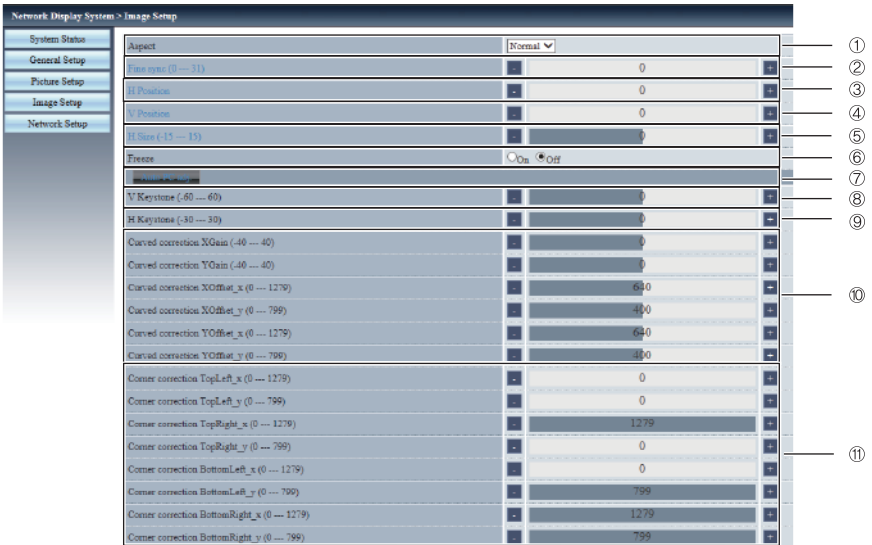 Network Display System > Image Setup
System Status
General Setup
Picture Setup
Image Setup
Network Setup
Aspect Normal ①
Fine sync (0 --- 31) - 0 + ②
H Position - 0 + ③
V Position - 0 + ④
H Size (-15 --- 15) - 0 + ⑤
Freeze On Off ⑥
⑦
V Keystone (-60 --- 60) - 0 + ⑧
H Keystone (-30 --- 30) - 0 + ⑨
Curved correction XGain (-40 --- 40) - 0 +
Curved correction YGain (-40 --- 40) - 0 +
Curved correction XOffset_x (0 --- 1279) - 640 + ⑩
Curved correction XOffset_y (0 --- 799) - 400 +
Curved correction YOffset_x (0 --- 1279) - 640 +
Curved correction YOffset_y (0 --- 799) - 400 +
Corner correction TopLeft_x (0 --- 1279) - 0 +
Corner correction TopLeft_y (0 --- 799) - 0 +
Corner correction TopRight_x (0 --- 1279) - 1279 +
Corner correction TopRight_y (0 --- 799) - 0 + ⑪
Corner correction BottomLeft_x (0 --- 1279) - 0 +
Corner correction BottomLeft_y (0 --- 799) - 799 +
Corner correction BottomRight_x (0 --- 1279) - 1279 +
Corner correction BottomRight_y (0 --- 799) - 799 +